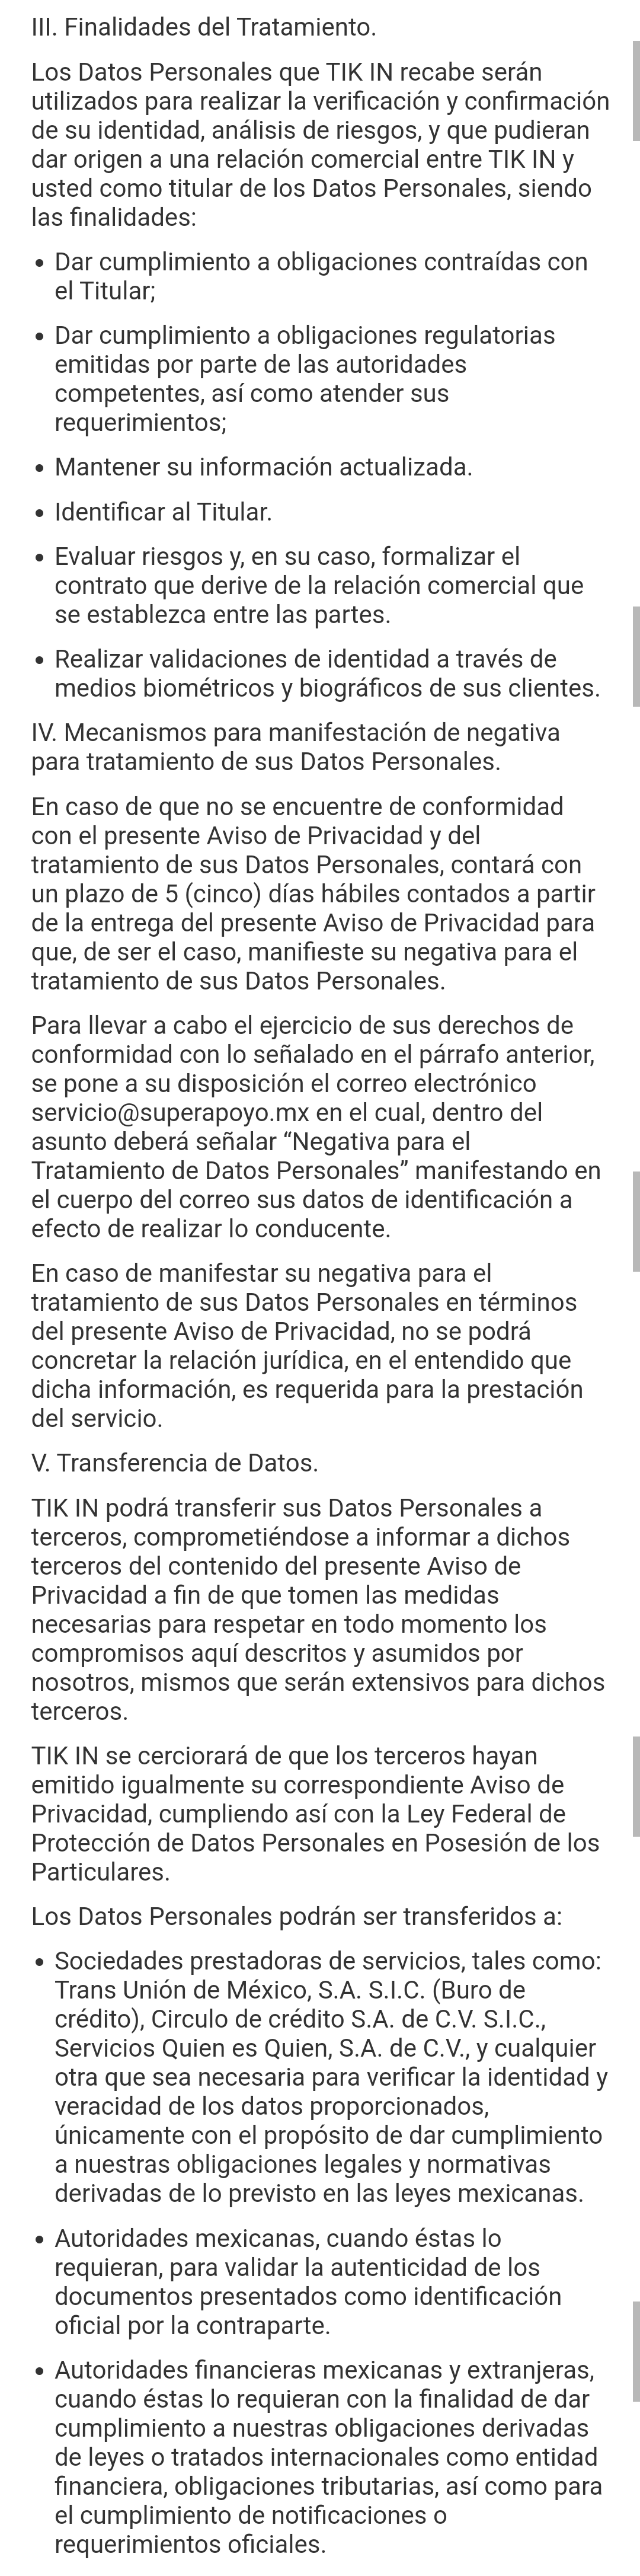 III. Finalidades del Tratamiento.
Los Datos Personales que TIK IN recabe serán
utilizados para realizar la verificación y confirmación
de su identidad, análisis de riesgos, y que pudieran
dar origen a una relación comercial entre TIK IN y
usted como titular de los Datos Personales, siendo
las finalidades:
• Dar cumplimiento a obligaciones contraídas con
el Titular;
• Dar cumplimiento a obligaciones regulatorias
emitidas por parte de las autoridades
competentes, así como atender sus
requerimientos;
• Mantener su información actualizada.
• Identificar al Titular.
• Evaluar riesgos y, en su caso, formalizar el
contrato que derive de la relación comercial que
se establezca entre las partes.
• Realizar validaciones de identidad a través de
medios biométricos y biográficos de sus clientes.
IV. Mecanismos para manifestación de negativa
para tratamiento de sus Datos Personales.
En caso de que no se encuentre de conformidad
con el presente Aviso de Privacidad y del
tratamiento de sus Datos Personales, contará con
un plazo de 5 (cinco) días hábiles contados a partir
de la entrega del presente Aviso de Privacidad para
que, de ser el caso, manifieste su negativa para el
tratamiento de sus Datos Personales.
Para llevar a cabo el ejercicio de sus derechos de
conformidad con lo señalado en el párrafo anterior,
se pone a su disposición el correo electrónico
servicio@superapoyo.mx en el cual, dentro del
asunto deberá señalar “Negativa para el
Tratamiento de Datos Personales” manifestando en
el cuerpo del correo sus datos de identificación a
efecto de realizar lo conducente.
En caso de manifestar su negativa para el
tratamiento de sus Datos Personales en términos
del presente Aviso de Privacidad, no se podrá
concretar la relación jurídica, en el entendido que
dicha información, es requerida para la prestación
del servicio.
V. Transferencia de Datos.
TIK IN podrá transferir sus Datos Personales a
terceros, comprometiéndose a informar a dichos
terceros del contenido del presente Aviso de
Privacidad a fin de que tomen las medidas
necesarias para respetar en todo momento los
compromisos aquí descritos y asumidos por
nosotros, mismos que serán extensivos para dichos
terceros.
TIK IN se cerciorará de que los terceros hayan
emitido igualmente su correspondiente Aviso de
Privacidad, cumpliendo así con la Ley Federal de
Protección de Datos Personales en Posesión de los
Particulares.
Los Datos Personales podrán ser transferidos a:
• Sociedades prestadoras de servicios, tales como:
Trans Unión de México, S.A. S.I.C. (Buro de
crédito), Circulo de crédito S.A. de C.V. S.I.C.,
Servicios Quien es Quien, S.A. de C.V., y cualquier
otra que sea necesaria para verificar la identidad y
veracidad de los datos proporcionados,
únicamente con el propósito de dar cumplimiento
a nuestras obligaciones legales y normativas
derivadas de lo previsto en las leyes mexicanas.
• Autoridades mexicanas, cuando éstas lo
requieran, para validar la autenticidad de los
documentos presentados como identificación
oficial por la contraparte.
• Autoridades financieras mexicanas y extranjeras,
cuando éstas lo requieran con la finalidad de dar
cumplimiento a nuestras obligaciones derivadas
de leyes o tratados internacionales como entidad
financiera, obligaciones tributarias, así como para
el cumplimiento de notificaciones o
requerimientos oficiales.